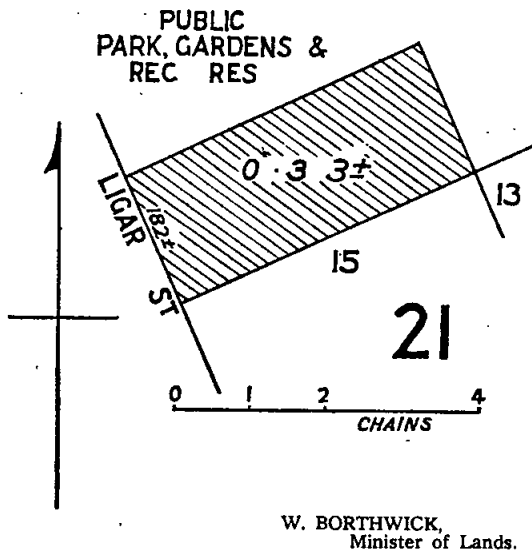 PUBLIC
PARK, GARDENS &
REC RES
0ᴬ· 3 3±
LIGAR ST
182±
13
15
21
0 1 2 4
CHAINS
W. BORTHWICK,
Minister of Lands.